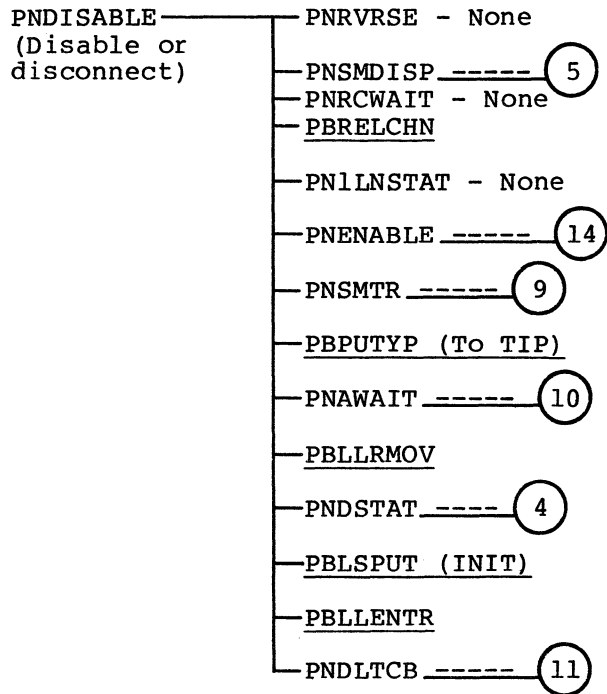 PNDISABLE
(Disable or
disconnect)
PNRVRSE - None
PNSMDISP ----- 5
PNRCWAIT - None
PBRELCHN
PN1LNSTAT - None
PNENABLE ----- 14
PNSMTR ----- 9
PBPUTYP (To TIP)
PNAWAIT ----- 10
PBLLRMOV
PNDSTAT ---- 4
PBLSPUT (INIT)
PBLLENTR
PNDLTCB ----- 11